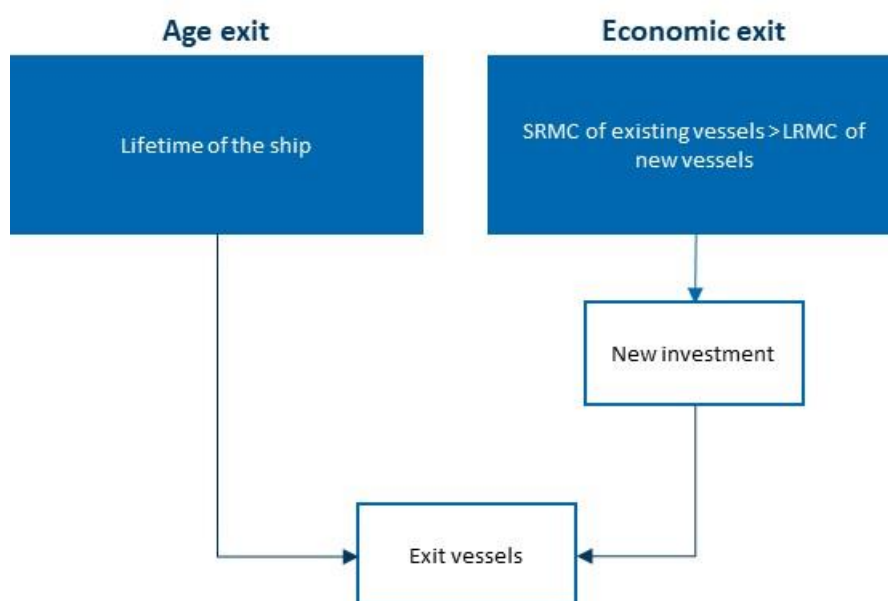 Age exit
Economic exit
Lifetime of the ship
SRMC of existing vessels >LRMC of
new vessels
New investment
Exit vessels